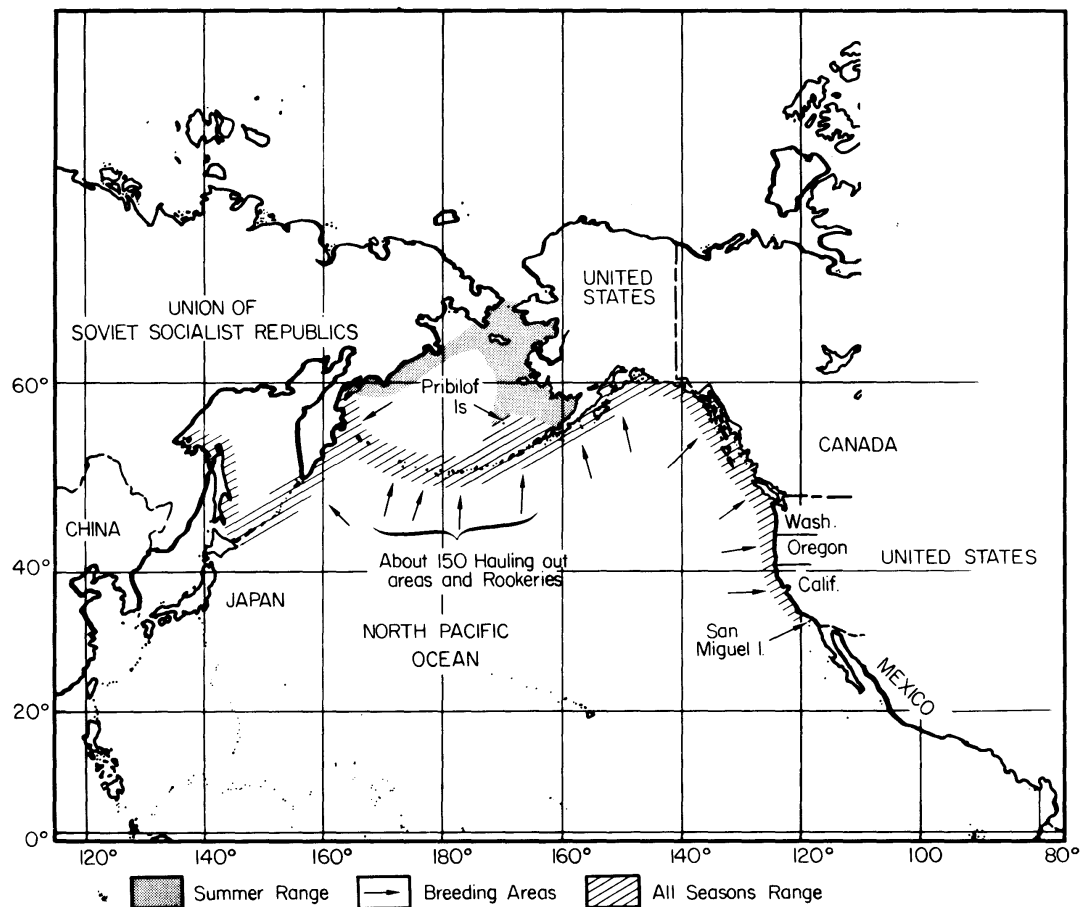 UNITED
STATES
UNION OF
SOVIET SOCIALIST REPUBLICS
60°
Pribilof
Is
CANADA
CHINA
Wash.
Oregon
UNITED STATES
About 150 Hauling out
areas and Rookeries
40°
Calif.
JAPAN
NORTH PACIFIC
OCEAN
San
Miguel I.
MEXICO
20°
0°
120° 140° 160° 180° 160° 140° 120° 100° 80°
Summer Range Breeding Areas All Seasons Range